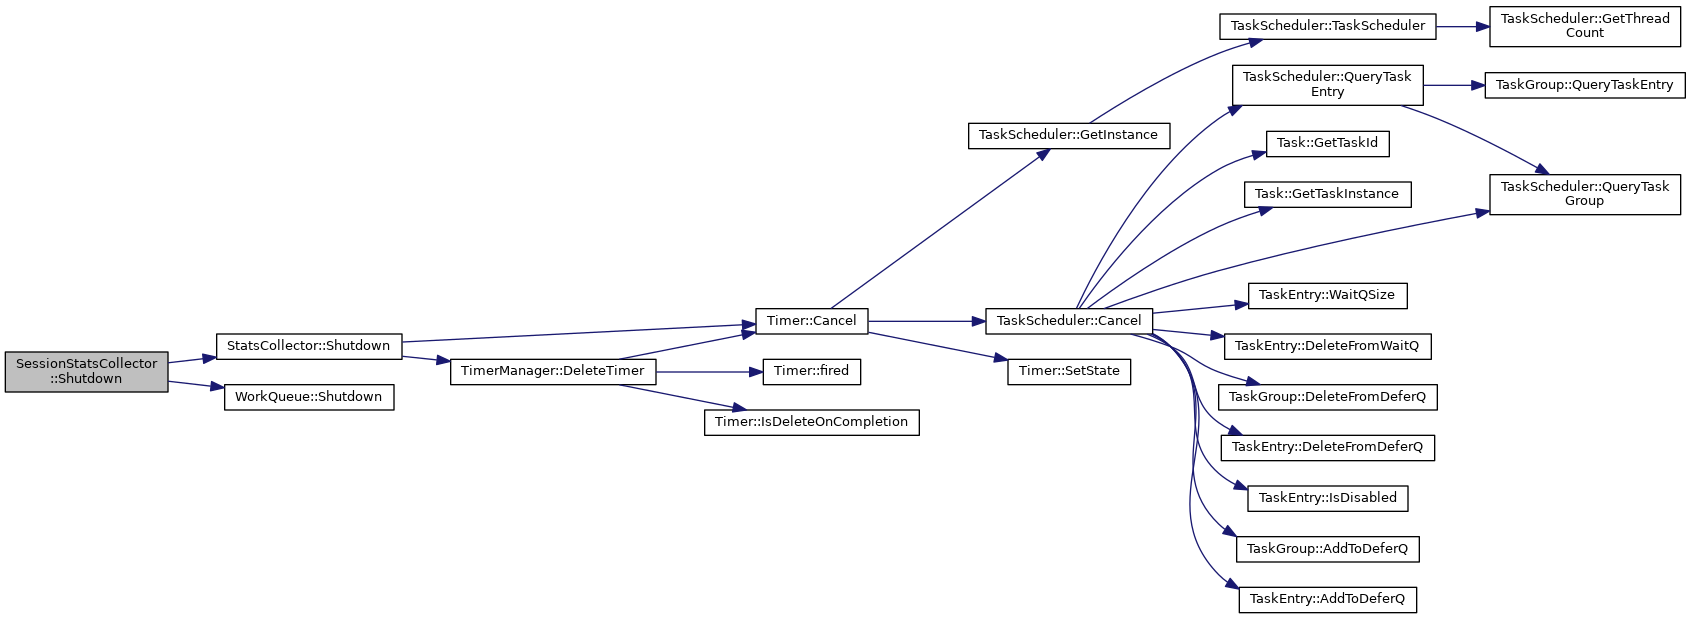 SessionStatsCollector
::Shutdown
StatsCollector::Shutdown
WorkQueue::Shutdown
TimerManager::DeleteTimer
Timer::Cancel
Timer::fired
Timer::IsDeleteOnCompletion
TaskScheduler::GetInstance
TaskScheduler::Cancel
Timer::SetState
TaskScheduler::TaskScheduler
TaskScheduler::QueryTask
Entry
Task::GetTaskId
Task::GetTaskInstance
TaskEntry::WaitQSize
TaskEntry::DeleteFromWaitQ
TaskGroup::DeleteFromDeferQ
TaskEntry::DeleteFromDeferQ
TaskEntry::IsDisabled
TaskGroup::AddToDeferQ
TaskEntry::AddToDeferQ
TaskScheduler::GetThread
Count
TaskGroup::QueryTaskEntry
TaskScheduler::QueryTask
Group